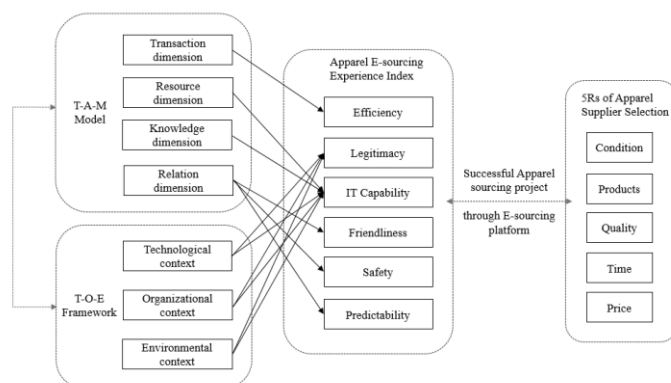 Transaction
dimension
Resource
dimension
T-A-M
Model
Knowledge
dimension
Relation
dimension
Technological
context
T-O-E
Framework
Organizational
context
Environmental
context
Apparel E-sourcing
Experience Index
Efficiency
Legitimacy
IT Capability
Friendliness
Safety
Predictability
Successful Apparel
sourcing project
through E-sourcing
platform
5Rs of Apparel
Supplier Selection
Condition
Products
Quality
Time
Price